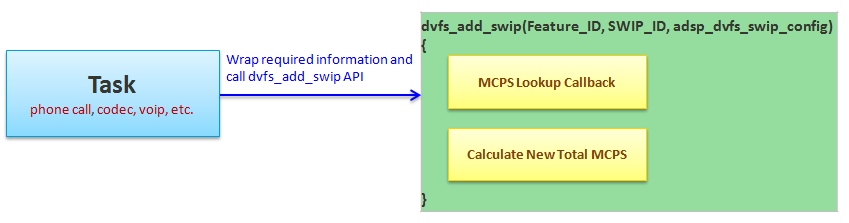 dvfs_add_swip(Feature_ID, SWIP_ID, adsp_dvfs_swip_config)
{
Wrap required information and
call dvfs_add_swip API
Task
phone call, codec, voip, etc.
MCPS Lookup Callback
Calculate New Total MCPS
}